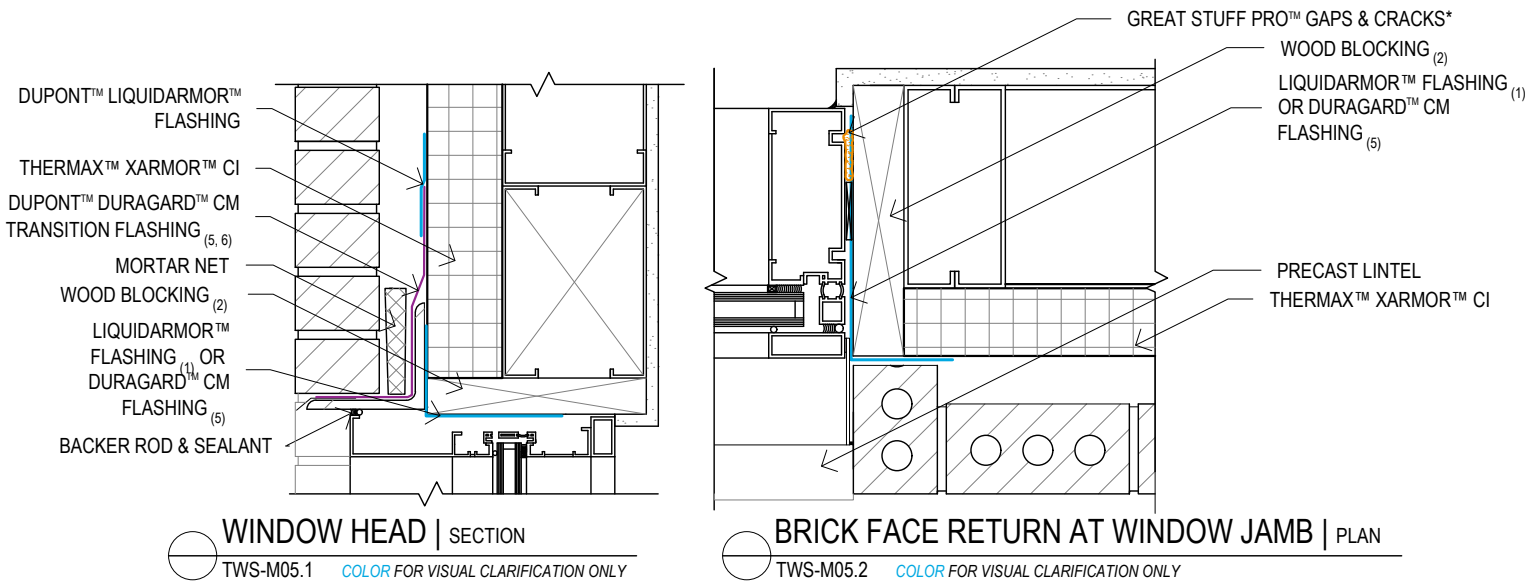 DUPONT™ LIQUIDARMOR™
FLASHING
THERMAX™ XARMOR™ CI
DUPONT™ DURAGARD™ CM
TRANSITION FLASHING (5, 6)
MORTAR NET
WOOD BLOCKING (2)
LIQUIDARMOR™
FLASHING (1) OR
DURAGARD™ CM
FLASHING (5)
BACKER ROD & SEALANT
WINDOW HEAD | SECTION
TWS-M05.1 COLOR FOR VISUAL CLARIFICATION ONLY
GREAT STUFF PRO™ GAPS & CRACKS*
WOOD BLOCKING (2)
LIQUIDARMOR™ FLASHING (1)
OR DURAGARD™ CM
FLASHING (5)
PRECAST LINTEL
THERMAX™ XARMOR™ CI
BRICK FACE RETURN AT WINDOW JAMB | PLAN
TWS-M05.2 COLOR FOR VISUAL CLARIFICATION ONLY